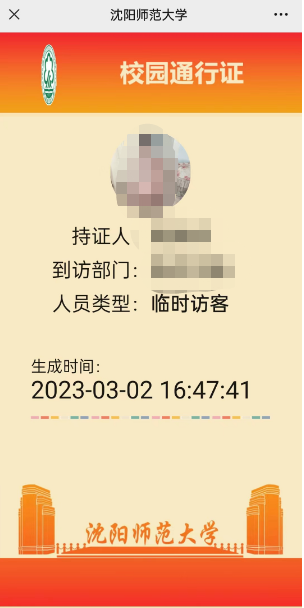 沈阳师范大学
校园通行证
持证人
到访部门：
人员类型：临时访客
生成时间：
2023-03-02 16:47:41
沈阳师范大学